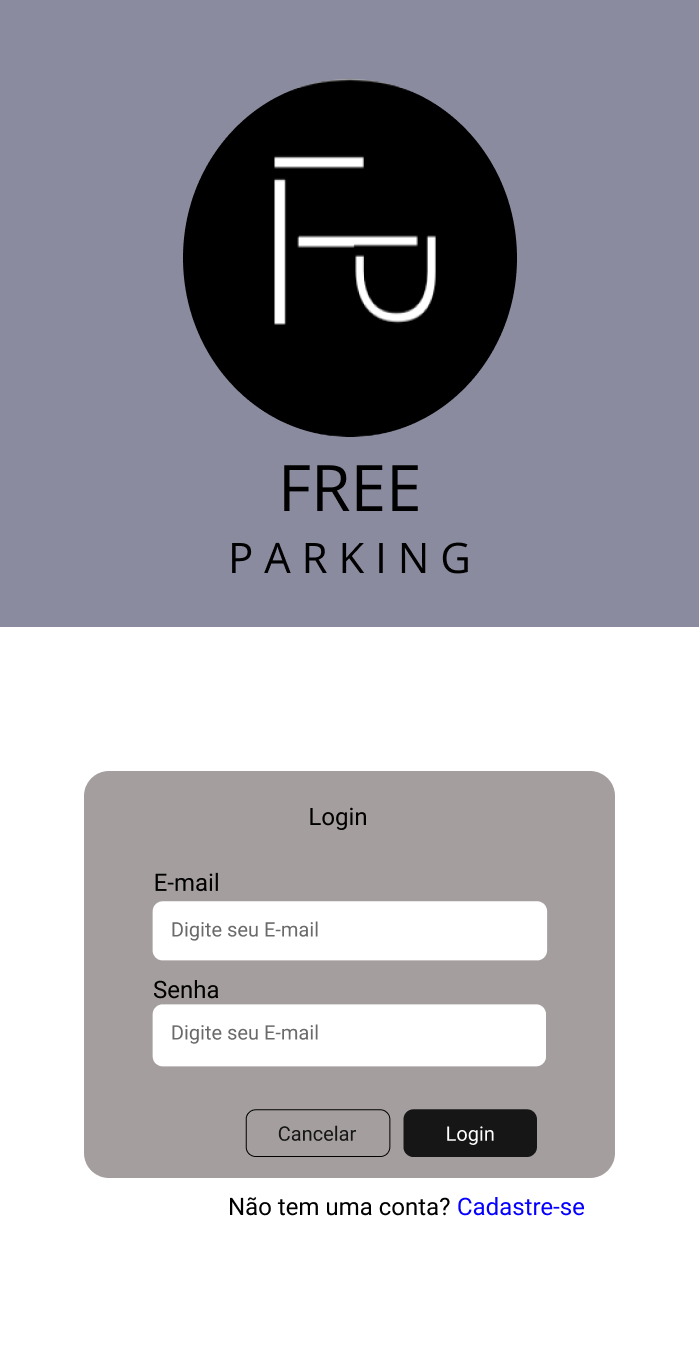 FREE
PARKING
Login
E-mail
Digite seu E-mail
Senha
Digite seu E-mail
Cancelar Login
Não tem uma conta? Cadastre-se